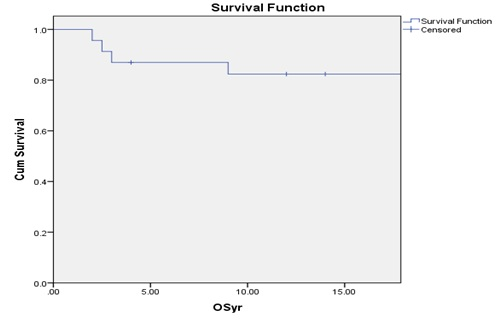 Survival Function
Survival Function
Censored
1.0
0.8
0.6
0.4
0.2
0.0
Cum Survival
.00
5.00
10.00
15.00
OSyr